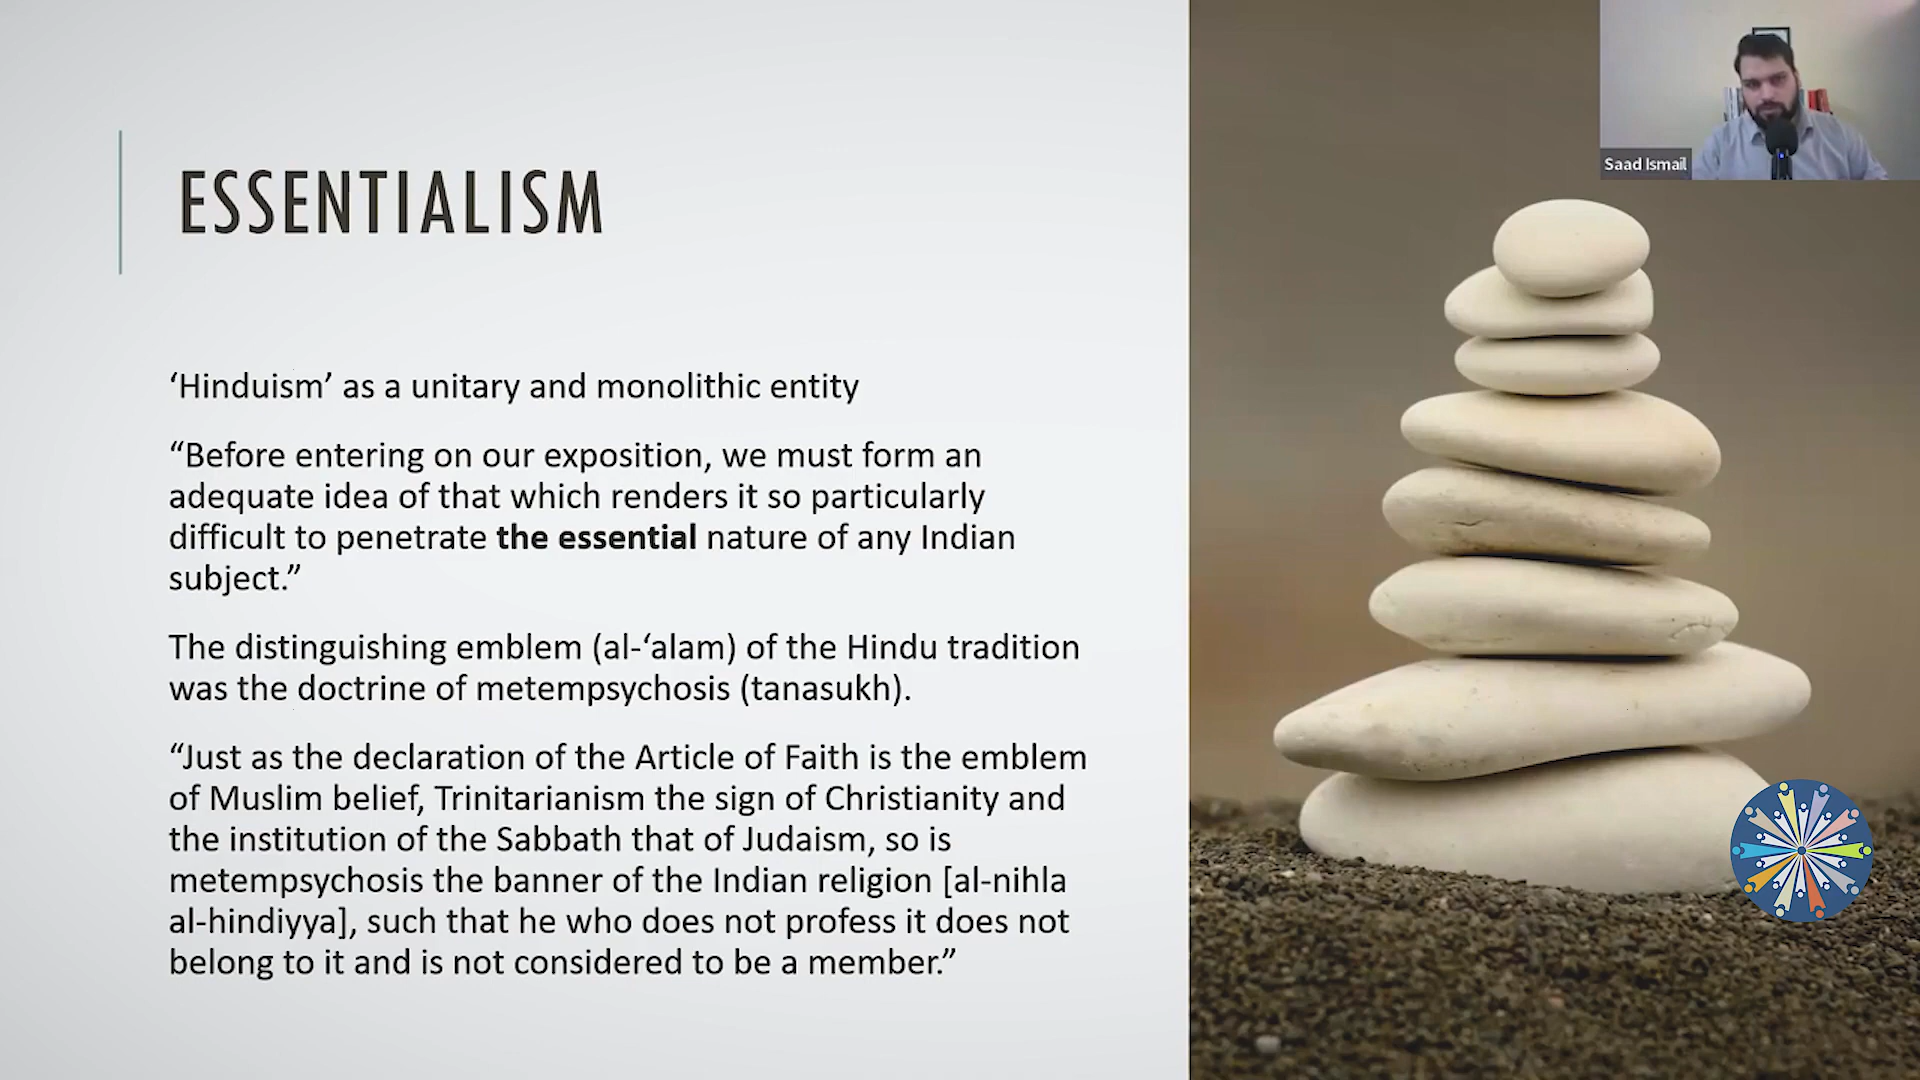 Saad Ismail
ESSENTIALISM
‘Hinduism’ as a unitary and monolithic entity
“Before entering on our exposition, we must form an
adequate idea of that which renders it so particularly
difficult to penetrate the essential nature of any Indian
subject.”
The distinguishing emblem (al-‘alam) of the Hindu tradition
was the doctrine of metempsychosis (tanasukh).
“Just as the declaration of the Article of Faith is the emblem
of Muslim belief, Trinitarianism the sign of Christianity and
the institution of the Sabbath that of Judaism, so is
metempsychosis the banner of the Indian religion [al-nihla
al-hindiyya], such that he who does not profess it does not
belong to it and is not considered to be a member.”